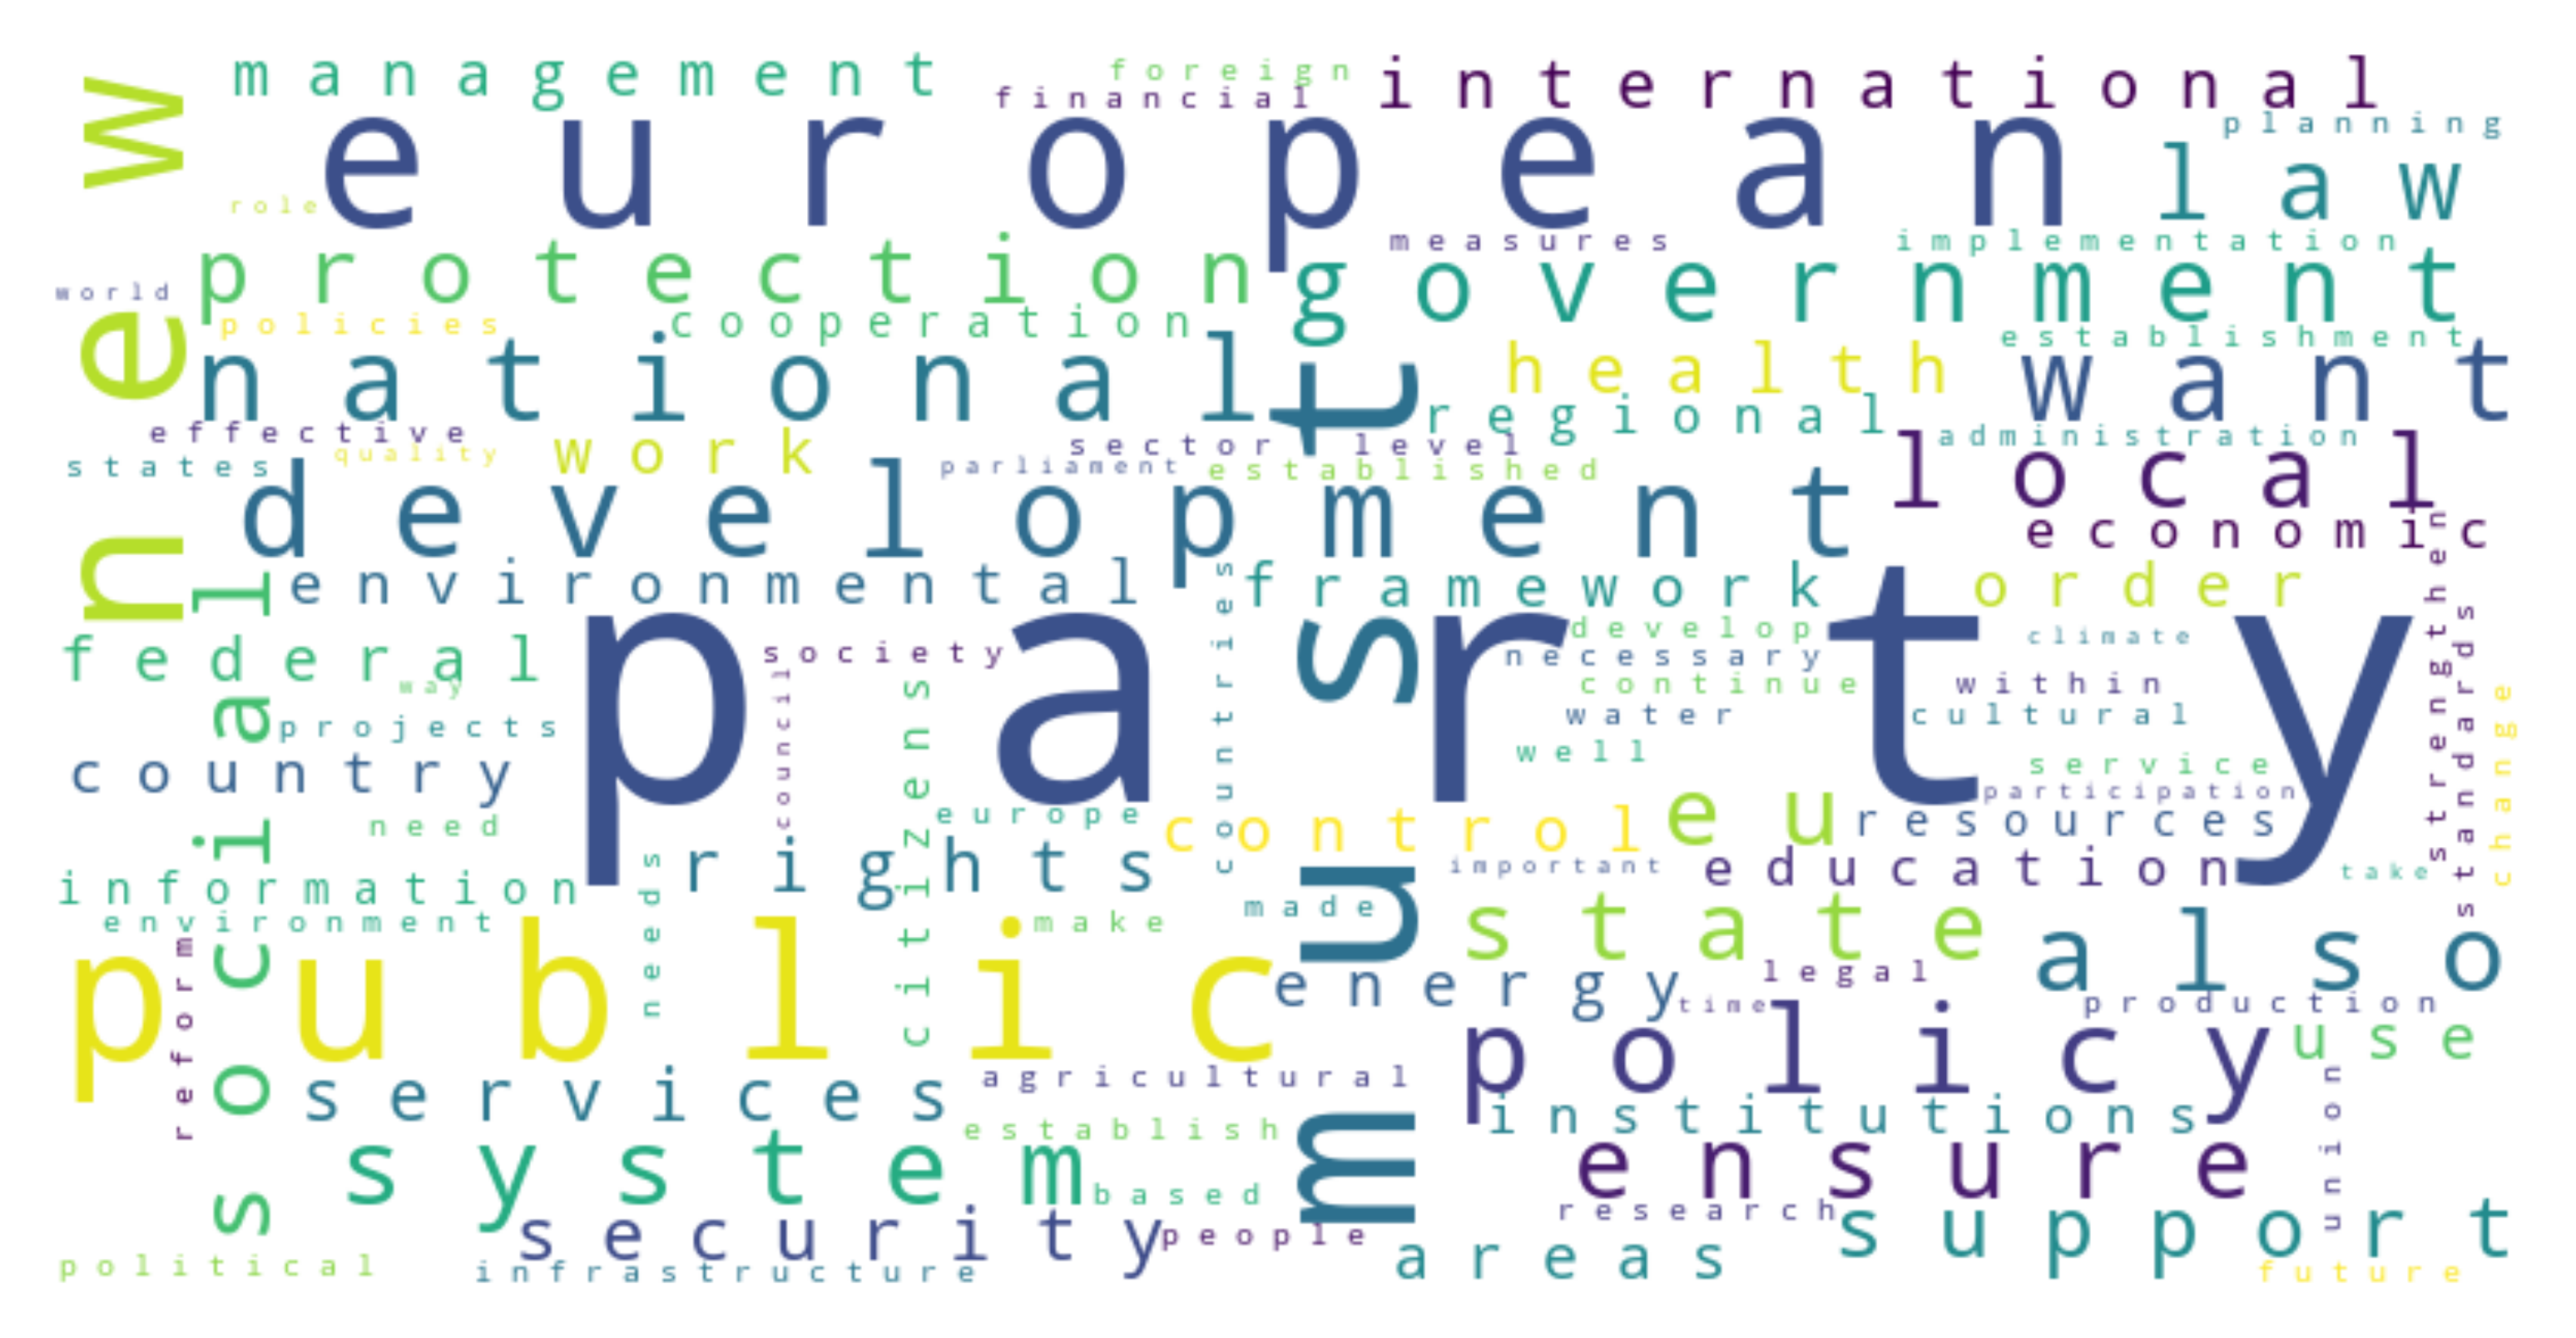 management
foreign
financial
international
new
european
planning
law
role
protection
measures
implementation
government
world
policies
cooperation
establishment
national
health
want
must
regional
effective
work
quality
sector
level
administration
states
parliament
established
local
development
economic
environmental
framework
order
strengthen
social
countries
federal
society
party
develop
climate
standards
necessary
way
continue
within
change
council
citizens
projects
water
cultural
country
well
service
participation
need
europe
control
eu
resources
rights
important
education
take
information
needs
environment
make
made
state
also
reform
public
energy
legal
time
production
policy
use
services
agricultural
union
institutions
establish
system
ensure
based
research
security
people
support
areas
political
infrastructure
future